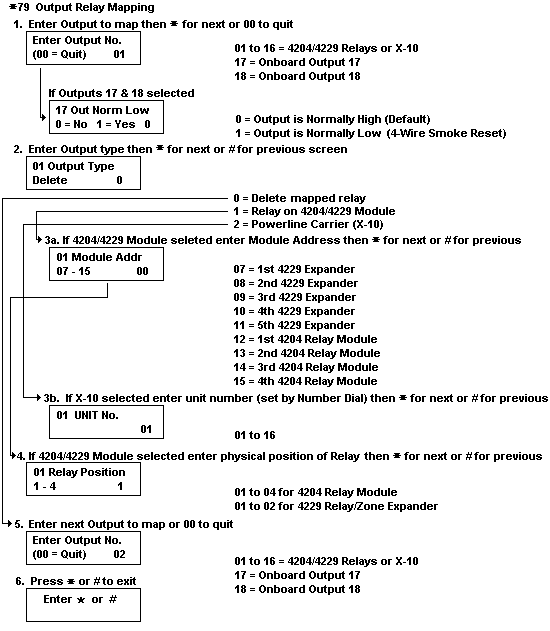 *79 Output Relay Mapping
1. Enter Output to map then * for next or 00 to quit
Enter Output No.
(00 = Quit) 01
01 to 16 = 4204/4229 Relays or X-10
17 = Onboard Output 17
18 = Onboard Output 18
If Outputs 17 & 18 selected
17 Out Norm Low
0 = No 1 = Yes 0
0 = Output is Normally High (Default)
1 = Output is Normally Low (4-Wire Smoke Reset)
2. Enter Output type then * for next or # for previous screen
01 Output Type
Delete 0
0 = Delete mapped relay
1 = Relay on 4204/4229 Module
2 = Powerline Carrier (X-10)
3a. If 4204/4229 Module seleted enter Module Address then * for next or # for previous
01 Module Addr
07 - 15 00
07 = 1st 4229 Expander
08 = 2nd 4229 Expander
09 = 3rd 4229 Expander
10 = 4th 4229 Expander
11 = 5th 4229 Expander
12 = 1st 4204 Relay Module
13 = 2nd 4204 Relay Module
14 = 3rd 4204 Relay Module
15 = 4th 4204 Relay Module
3b. If X-10 selected enter unit number (set by Number Dial) then * for next or # for previous
01 UNIT No.
01
01 to 16
4. If 4204/4229 Module selected enter physical position of Relay then * for next or # for previous
01 Relay Position
1 - 4 1
01 to 04 for 4204 Relay Module
01 to 02 for 4229 Relay/Zone Expander
5. Enter next Output to map or 00 to quit
Enter Output No.
(00 = Quit) 02
01 to 16 = 4204/4229 Relays or X-10
17 = Onboard Output 17
18 = Onboard Output 18
6. Press * or # to exit
Enter * or #